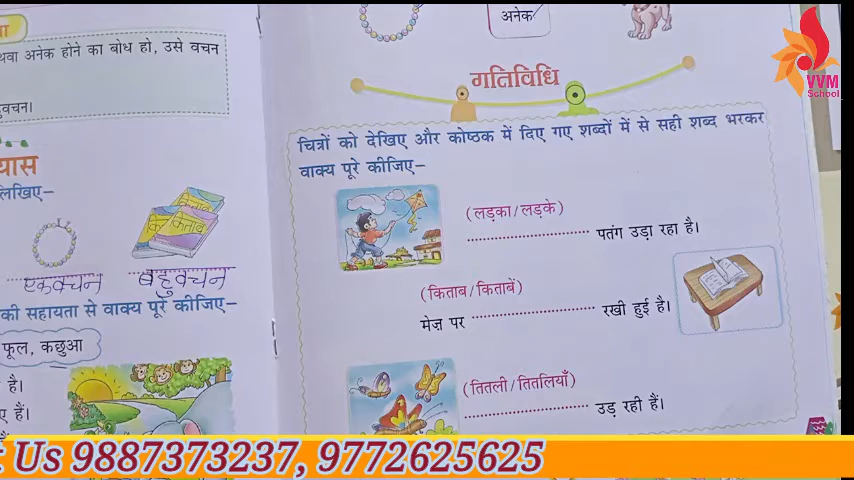 अनेक
था अनेक होने का बोध हो, उसे वचन
वचन।
यास
लिखिए–
किताब
किताब
एकवचन बहुवचन
की सहायता से वाक्य पूरे कीजिए–
फूल, कछुआ
है।
हैं।
गतिविधि
चित्रों को देखिए और कोष्ठक में दिए गए शब्दों में से सही शब्द भरकर
वाक्य पूरे कीजिए–
(लड़का/लड़के)
पतंग उड़ा रहा है।
(किताब/किताबें)
मेज़ पर रखी हुई है।
(तितली/तितलियाँ)
उड़ रही हैं।
VVM
School
Us 9887373237, 9772625625